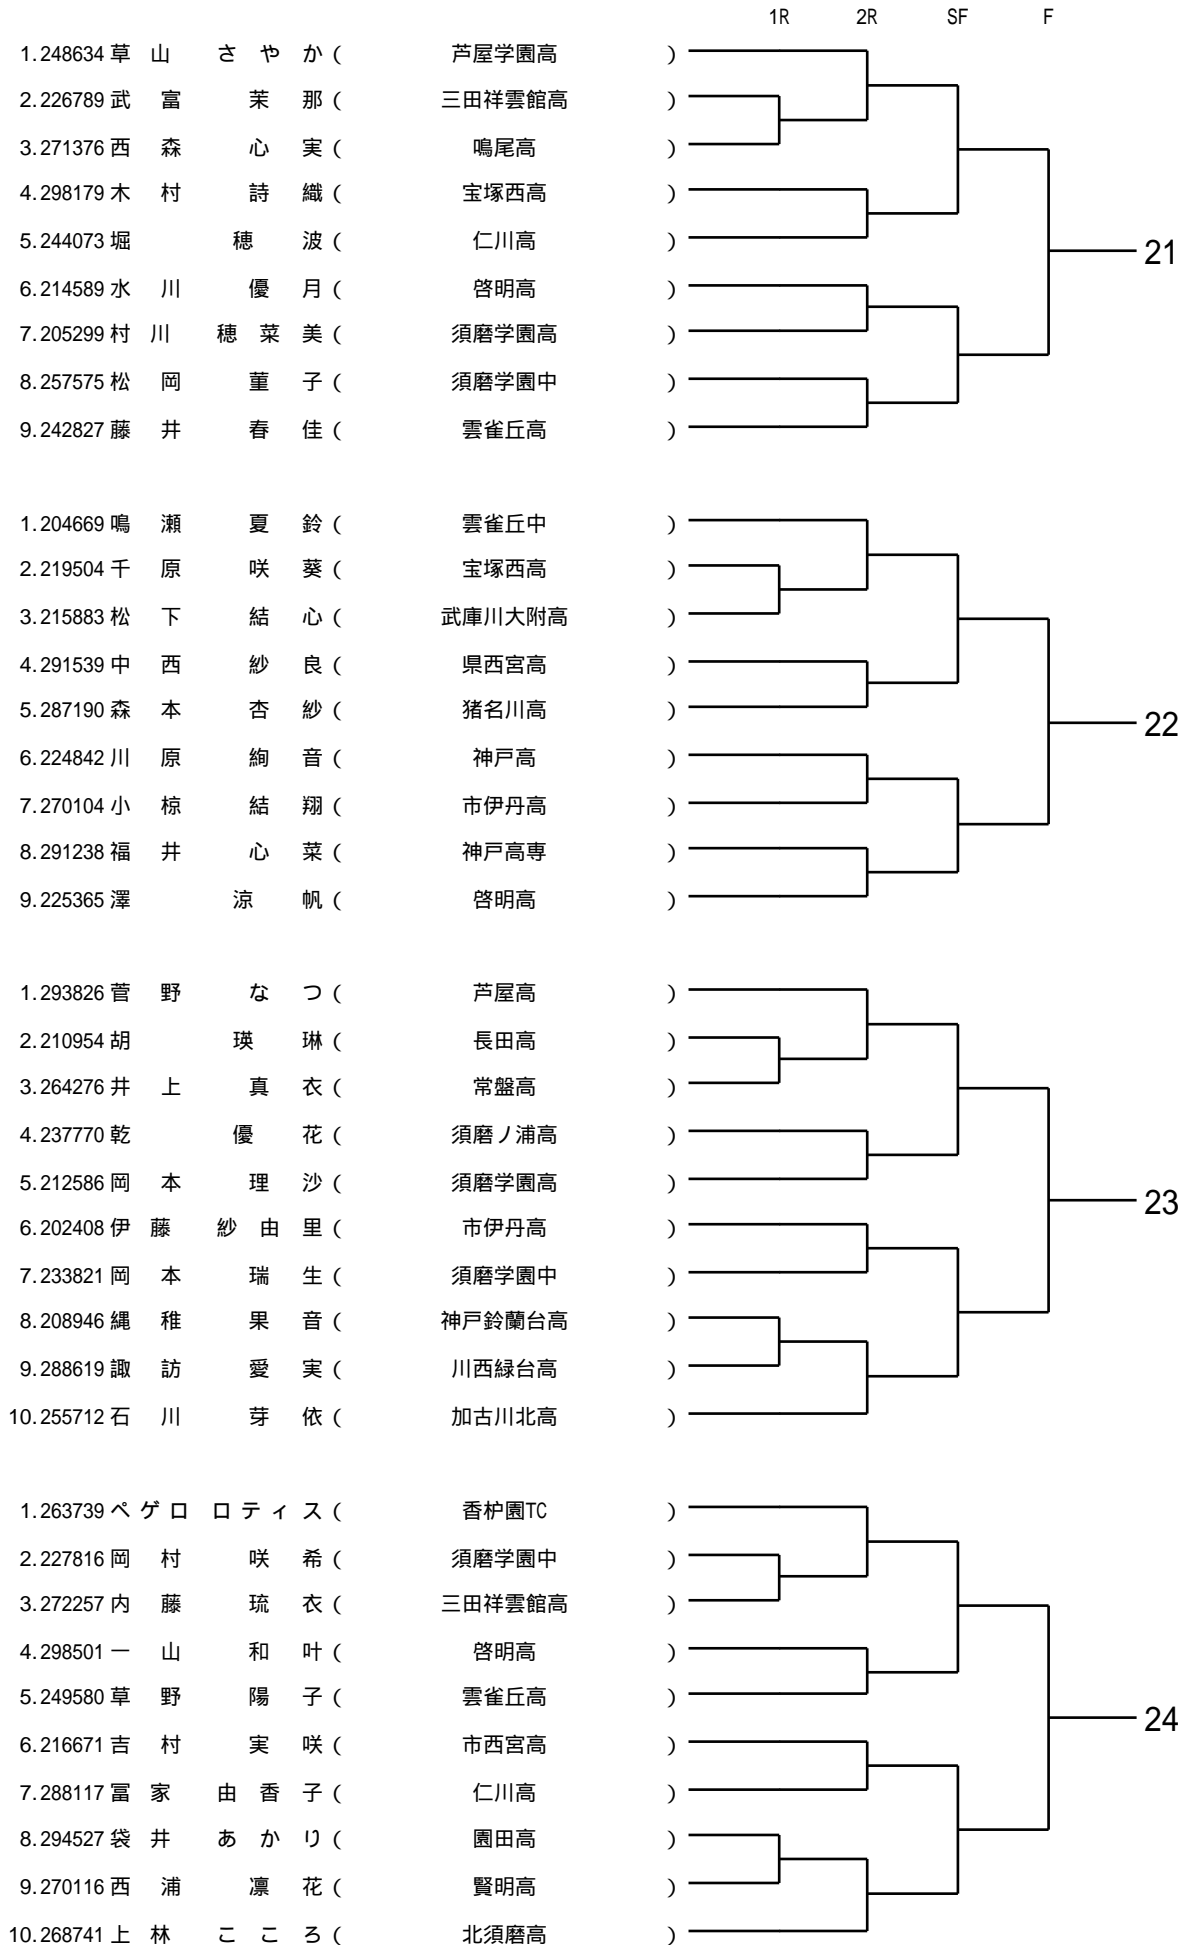 1R 2R SF F
1.248634 草山 さやか ( 芦屋学園高 )
2.226789 武富 茉那 ( 三田祥雲館高 )
3.271376 西森 心実 ( 鳴尾高 )
4.298179 木村 詩織 ( 宝塚西高 )
5.244073 堀 穂波 ( 仁川高 )
21
6.214589 水川 優月 ( 啓明高 )
7.205299 村川 穂菜美 ( 須磨学園高 )
8.257575 松岡 菫子 ( 須磨学園中 )
9.242827 藤井 春佳 ( 雲雀丘高 )
1.204669 鳴瀬 夏鈴 ( 雲雀丘中 )
2.219504 千原 咲葵 ( 宝塚西高 )
3.215883 松下 結心 ( 武庫川大附高 )
4.291539 中西 紗良 ( 県西宮高 )
5.287190 森本 杏紗 ( 猪名川高 )
22
6.224842 川原 絢音 ( 神戸高 )
7.270104 小椋 結翔 ( 市伊丹高 )
8.291238 福井 心菜 ( 神戸高専 )
9.225365 澤 涼帆 ( 啓明高 )
1.293826 菅野 なつ ( 芦屋高 )
2.210954 胡 瑛琳 ( 長田高 )
3.264276 井上 真衣 ( 常盤高 )
4.237770 乾 優花 ( 須磨ノ浦高 )
5.212586 岡本 理沙 ( 須磨学園高 )
23
6.202408 伊藤 紗由里 ( 市伊丹高 )
7.233821 岡本 瑞生 ( 須磨学園中 )
8.208946 縄稚 果音 ( 神戸鈴蘭台高 )
9.288619 諏訪 愛実 ( 川西緑台高 )
10.255712 石川 芽依 ( 加古川北高 )
1.263739 ペゲロ ロティス ( 香枦園TC )
2.227816 岡村 咲希 ( 須磨学園中 )
3.272257 内藤 琉衣 ( 三田祥雲館高 )
4.298501 一山 和叶 ( 啓明高 )
5.249580 草野 陽子 ( 雲雀丘高 )
24
6.216671 吉村 実咲 ( 市西宮高 )
7.288117 冨家 由香子 ( 仁川高 )
8.294527 袋井 あかり ( 園田高 )
9.270116 西浦 凛花 ( 賢明高 )
10.268741 上林 こころ ( 北須磨高 )